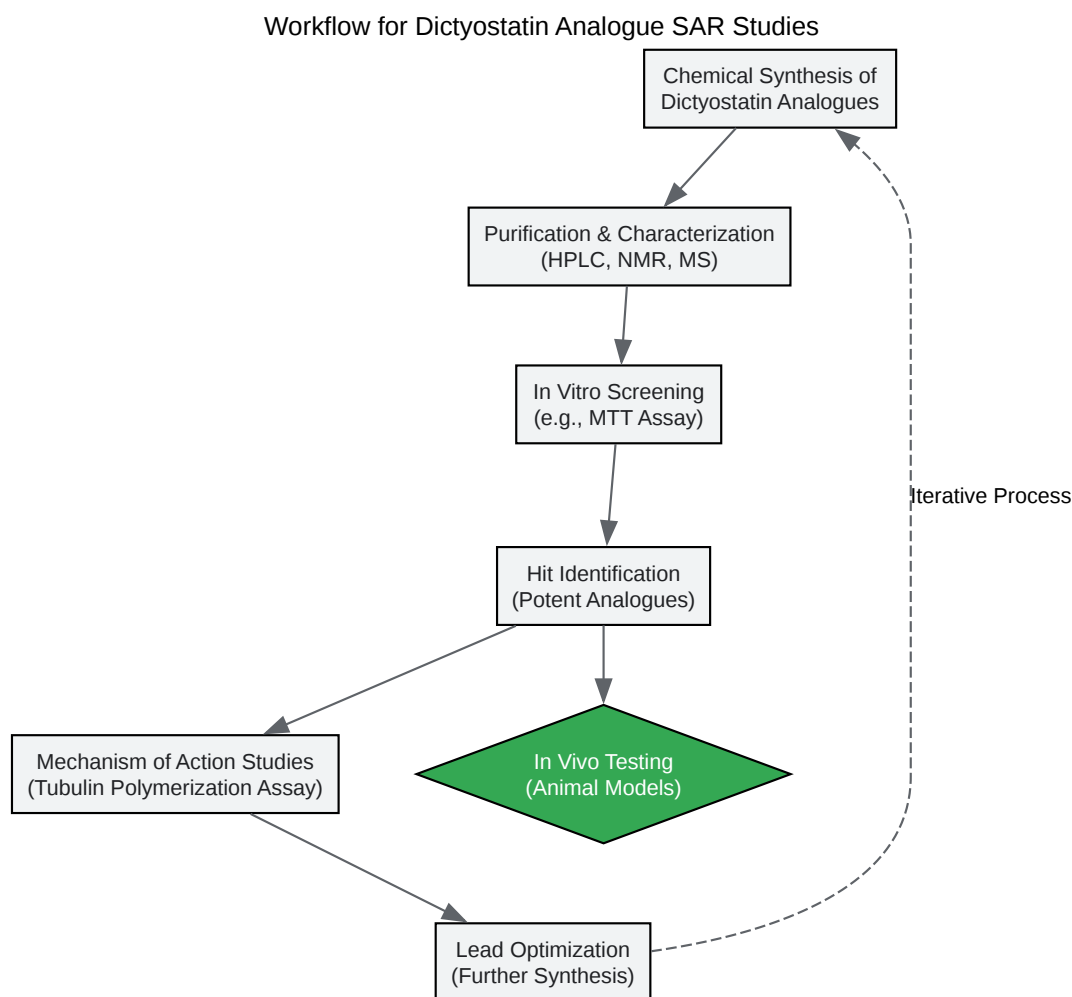 Workflow for Dictyostatin Analogue SAR Studies
Chemical Synthesis of
Dictyostatin Analogues
Purification & Characterization
(HPLC, NMR, MS)
In Vitro Screening
(e.g., MTT Assay)
Iterative Process
Hit Identification
(Potent Analogues)
Mechanism of Action Studies
(Tubulin Polymerization Assay)
In Vivo Testing
(Animal Models)
Lead Optimization
(Further Synthesis)